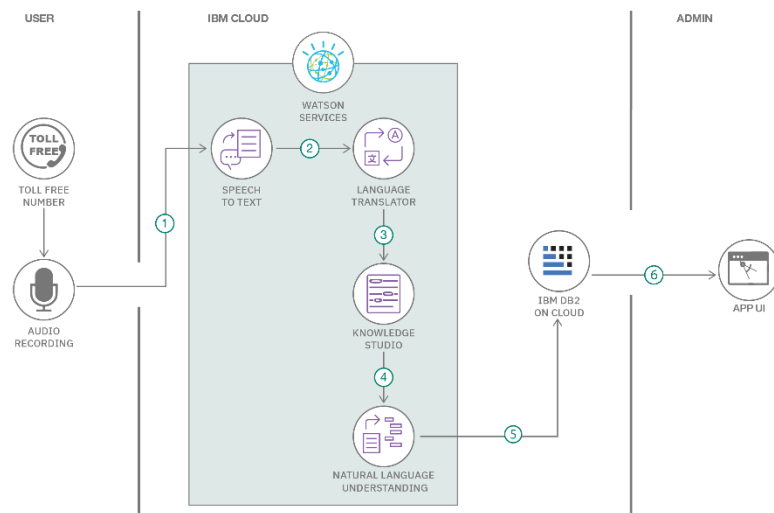 USER
IBM CLOUD
ADMIN
WATSON
SERVICES
TOLL
FREE
TOLL FREE
NUMBER
1
SPEECH
TO TEXT
2
A
文
LANGUAGE
TRANSLATOR
3
AUDIO
RECORDING
KNOWLEDGE
STUDIO
4
NATURAL LANGUAGE
UNDERSTANDING
5
IBM DB2
ON CLOUD
6
APP UI